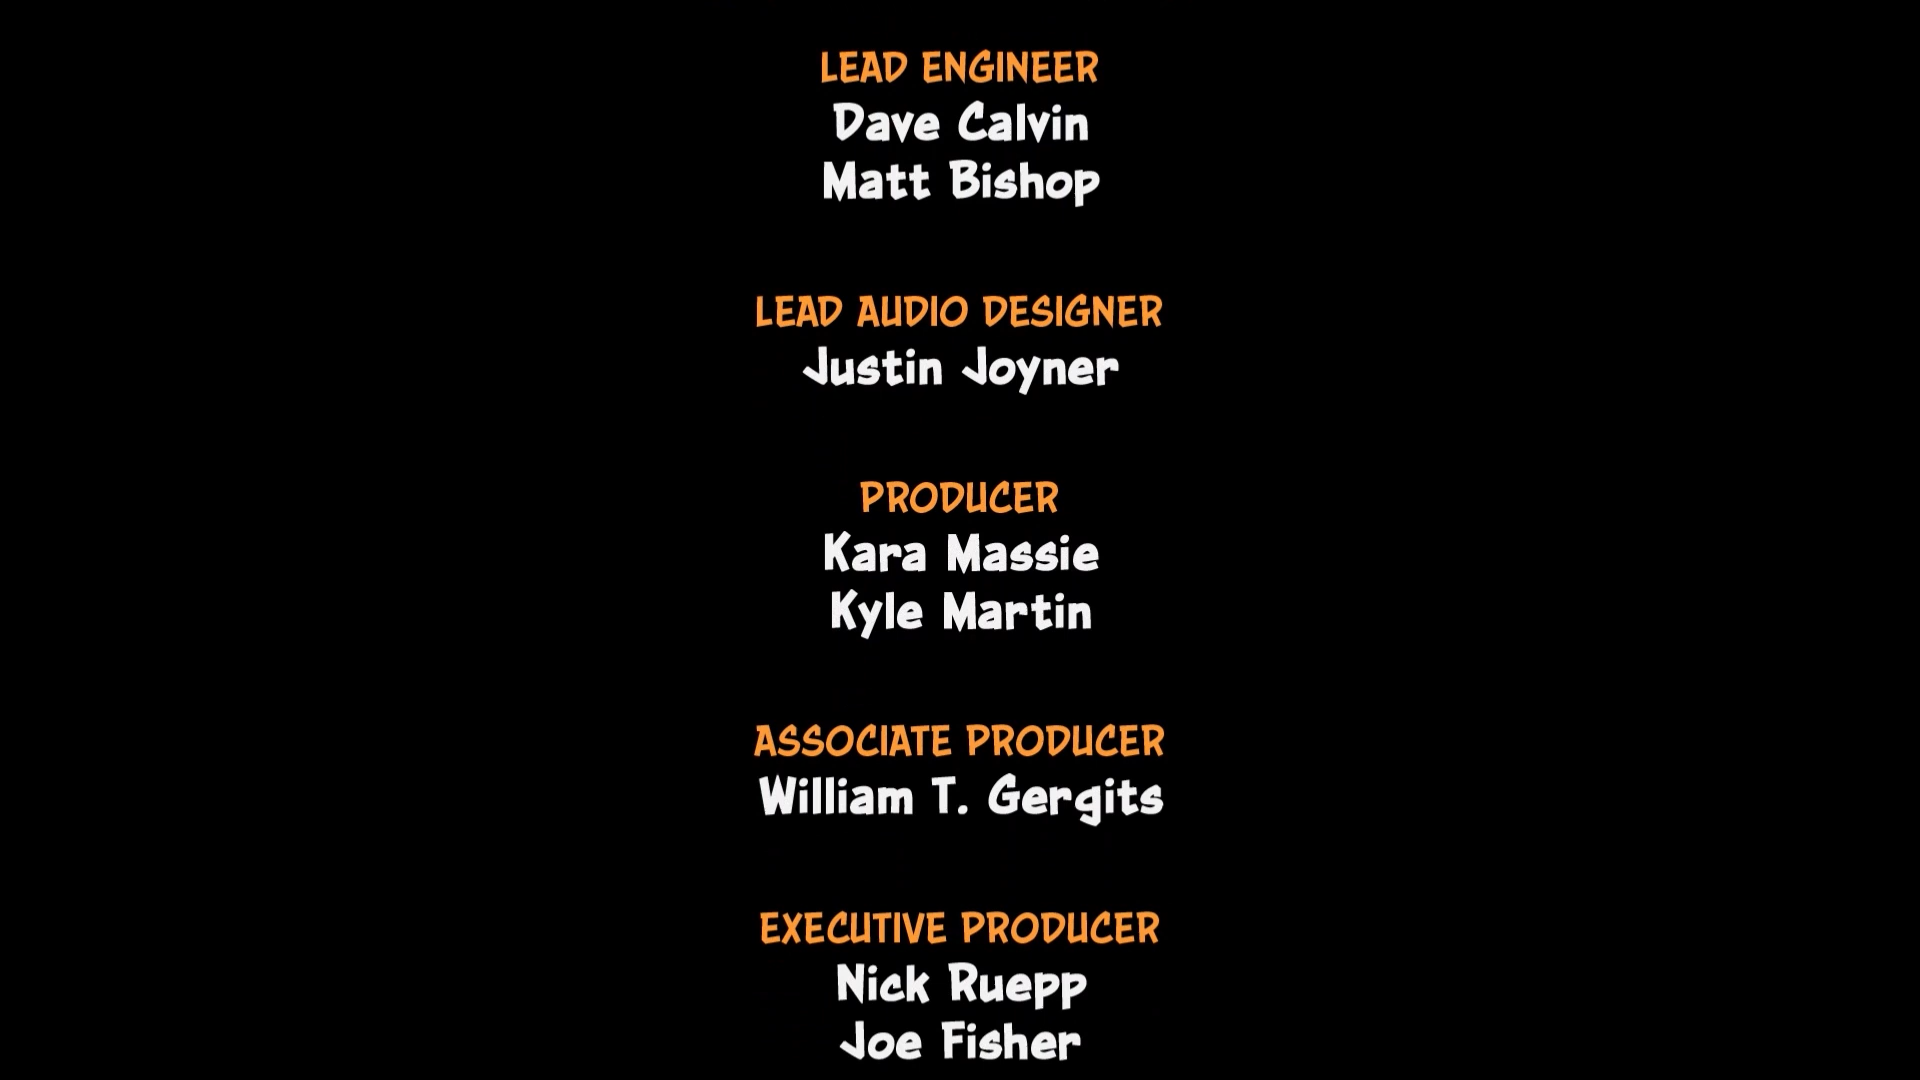 LEAD ENGINEER
Dave Calvin
Matt Bishop
LEAD AUDIO DESIGNER
Justin Joyner
PRODUCER
Kara Massie
Kyle Martin
ASSOCIATE PRODUCER
William T. Gergits
EXECUTIVE PRODUCER
Nick Ruepp
Joe Fisher